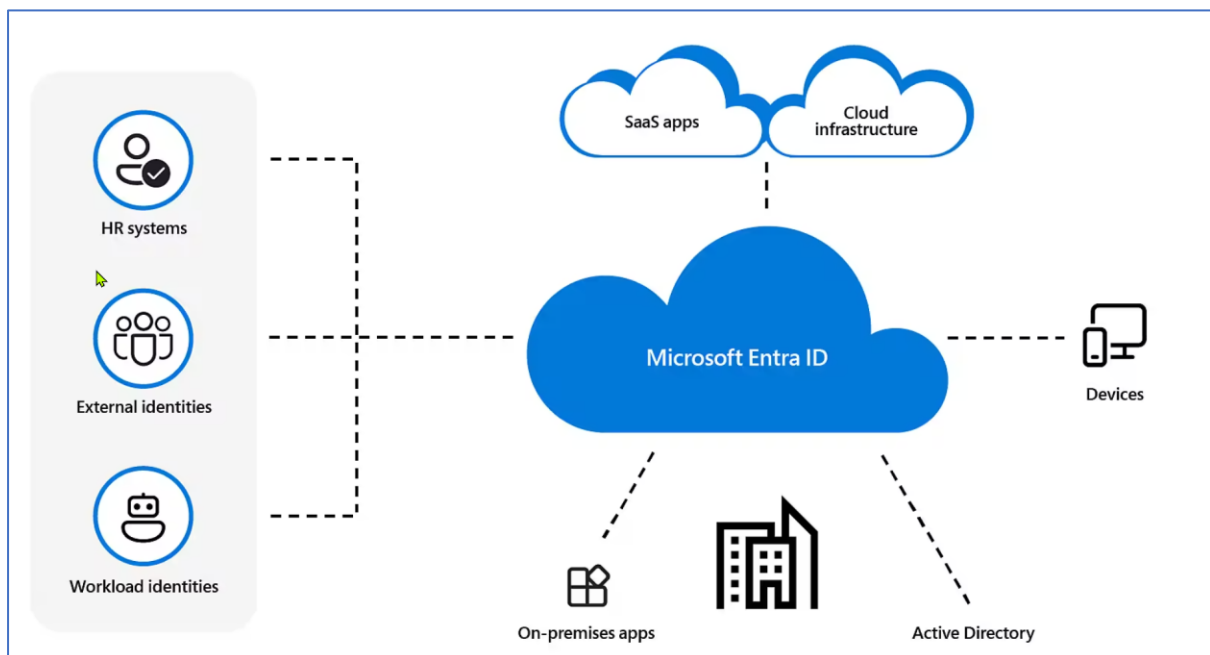 SaaS apps
Cloud
infrastructure
HR systems
Microsoft Entra ID
Devices
External identities
Workload identities
On-premises apps
Active Directory